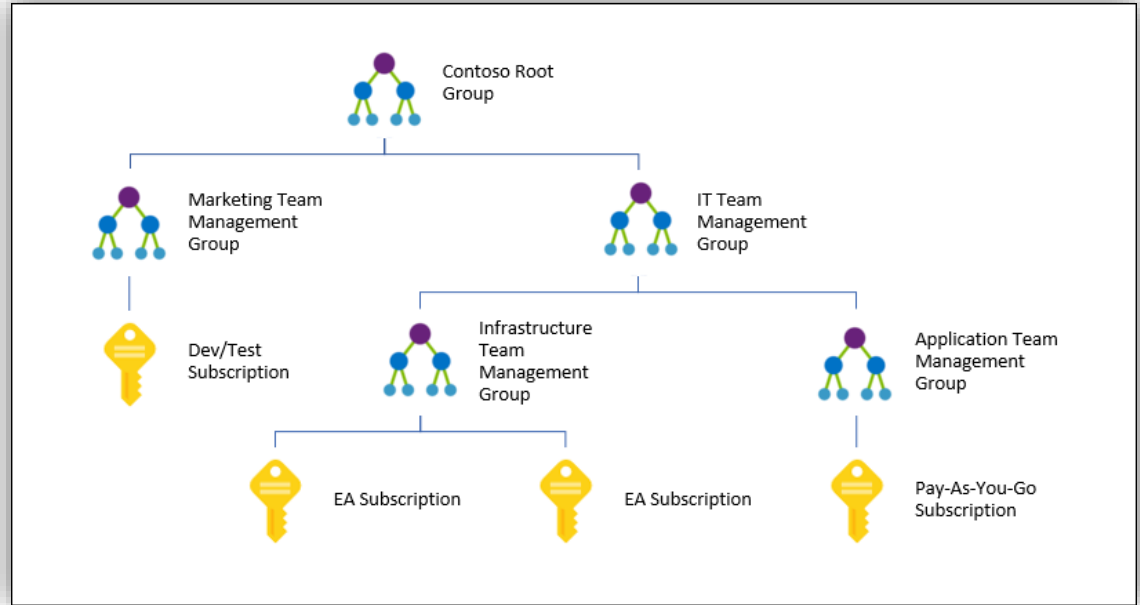 Contoso Root
Group
Marketing Team
Management
Group
IT Team
Management
Group
Dev/Test
Subscription
Infrastructure
Team
Management
Group
Application Team
Management
Group
EA Subscription
EA Subscription
Pay-As-You-Go
Subscription